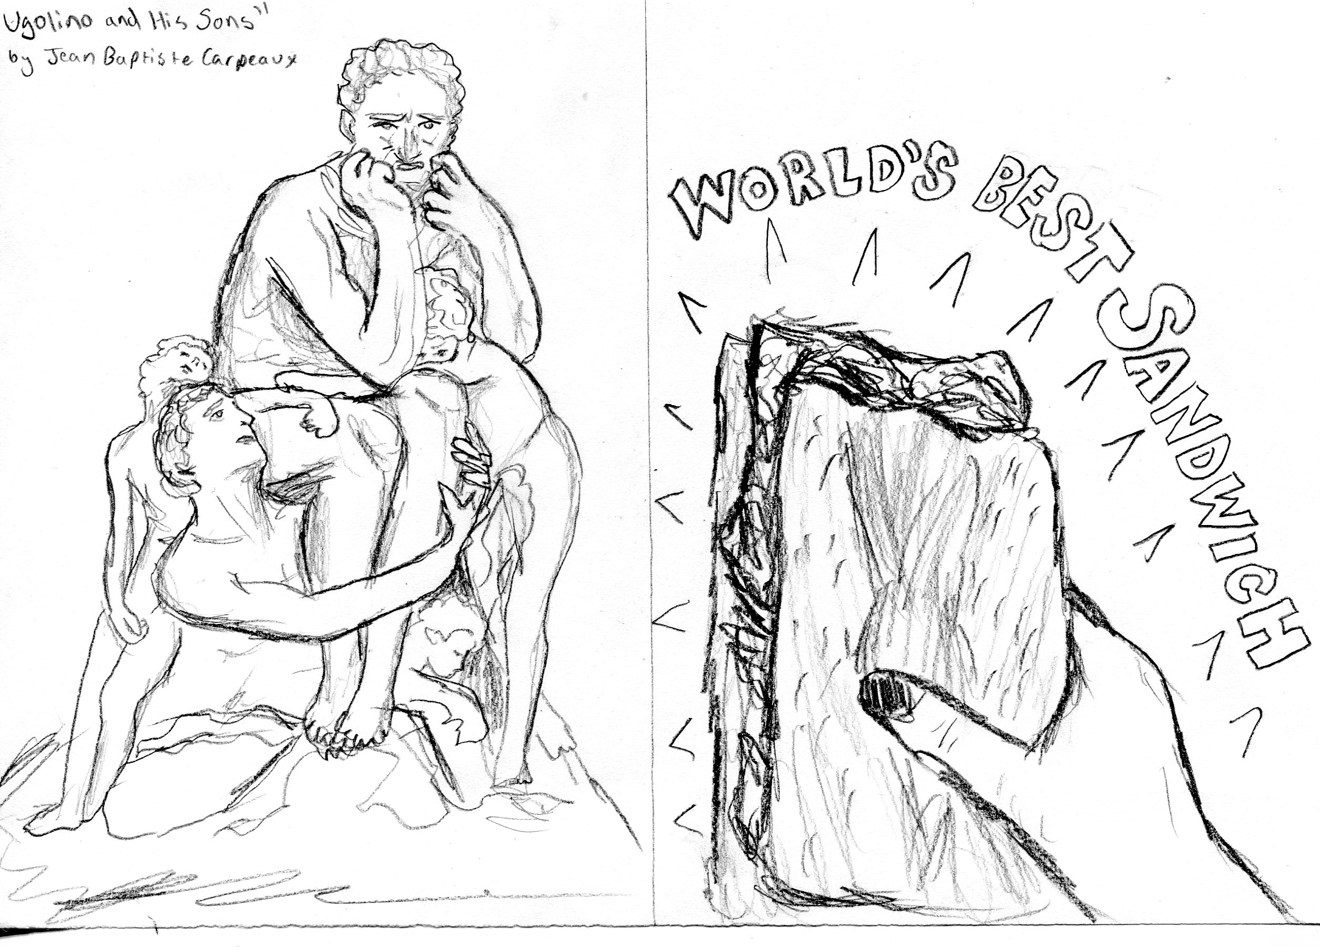 Ugolino and His Sons"
by Jean Baptiste Carpeaux
WORLD'S BEST SANDWICH